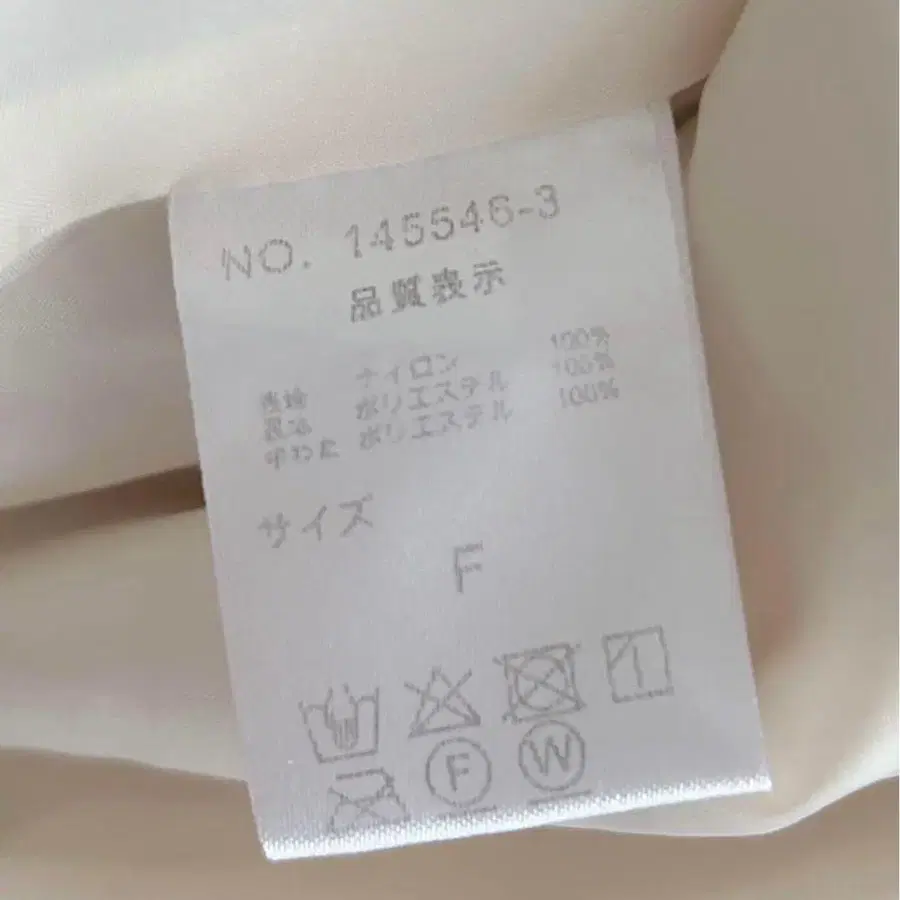 NO. 145546-3
品質表示
表地 ナイロン 100%
裏地 ポリエステル 100%
中わた ポリエステル 100%
サイズ
F
F W